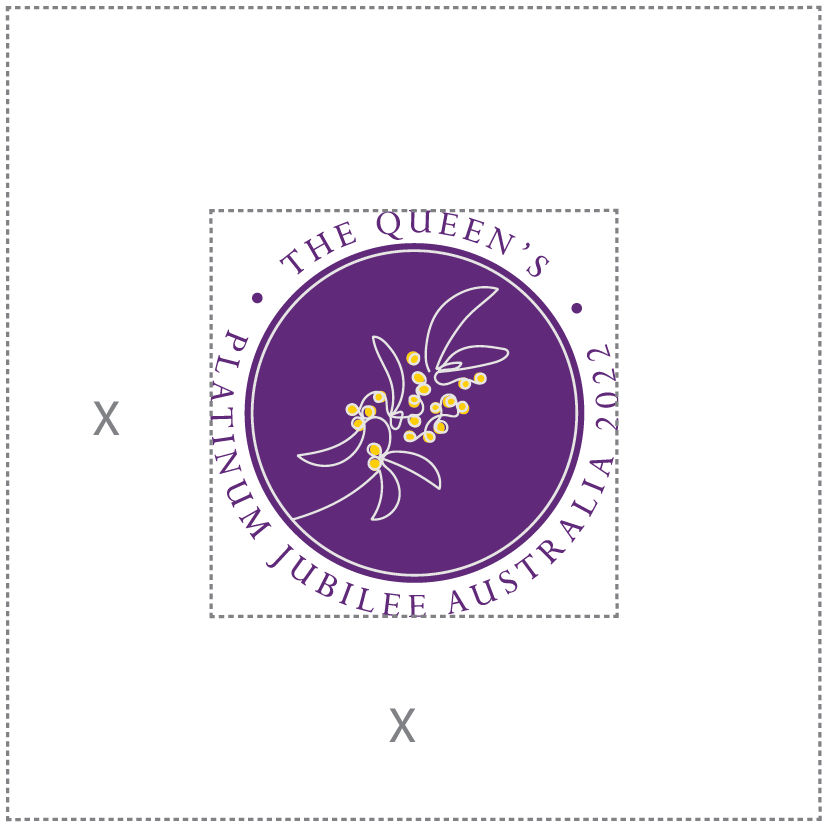 THE QUEEN'S
PLATINUM JUBILEE AUSTRALIA 2022
X
X